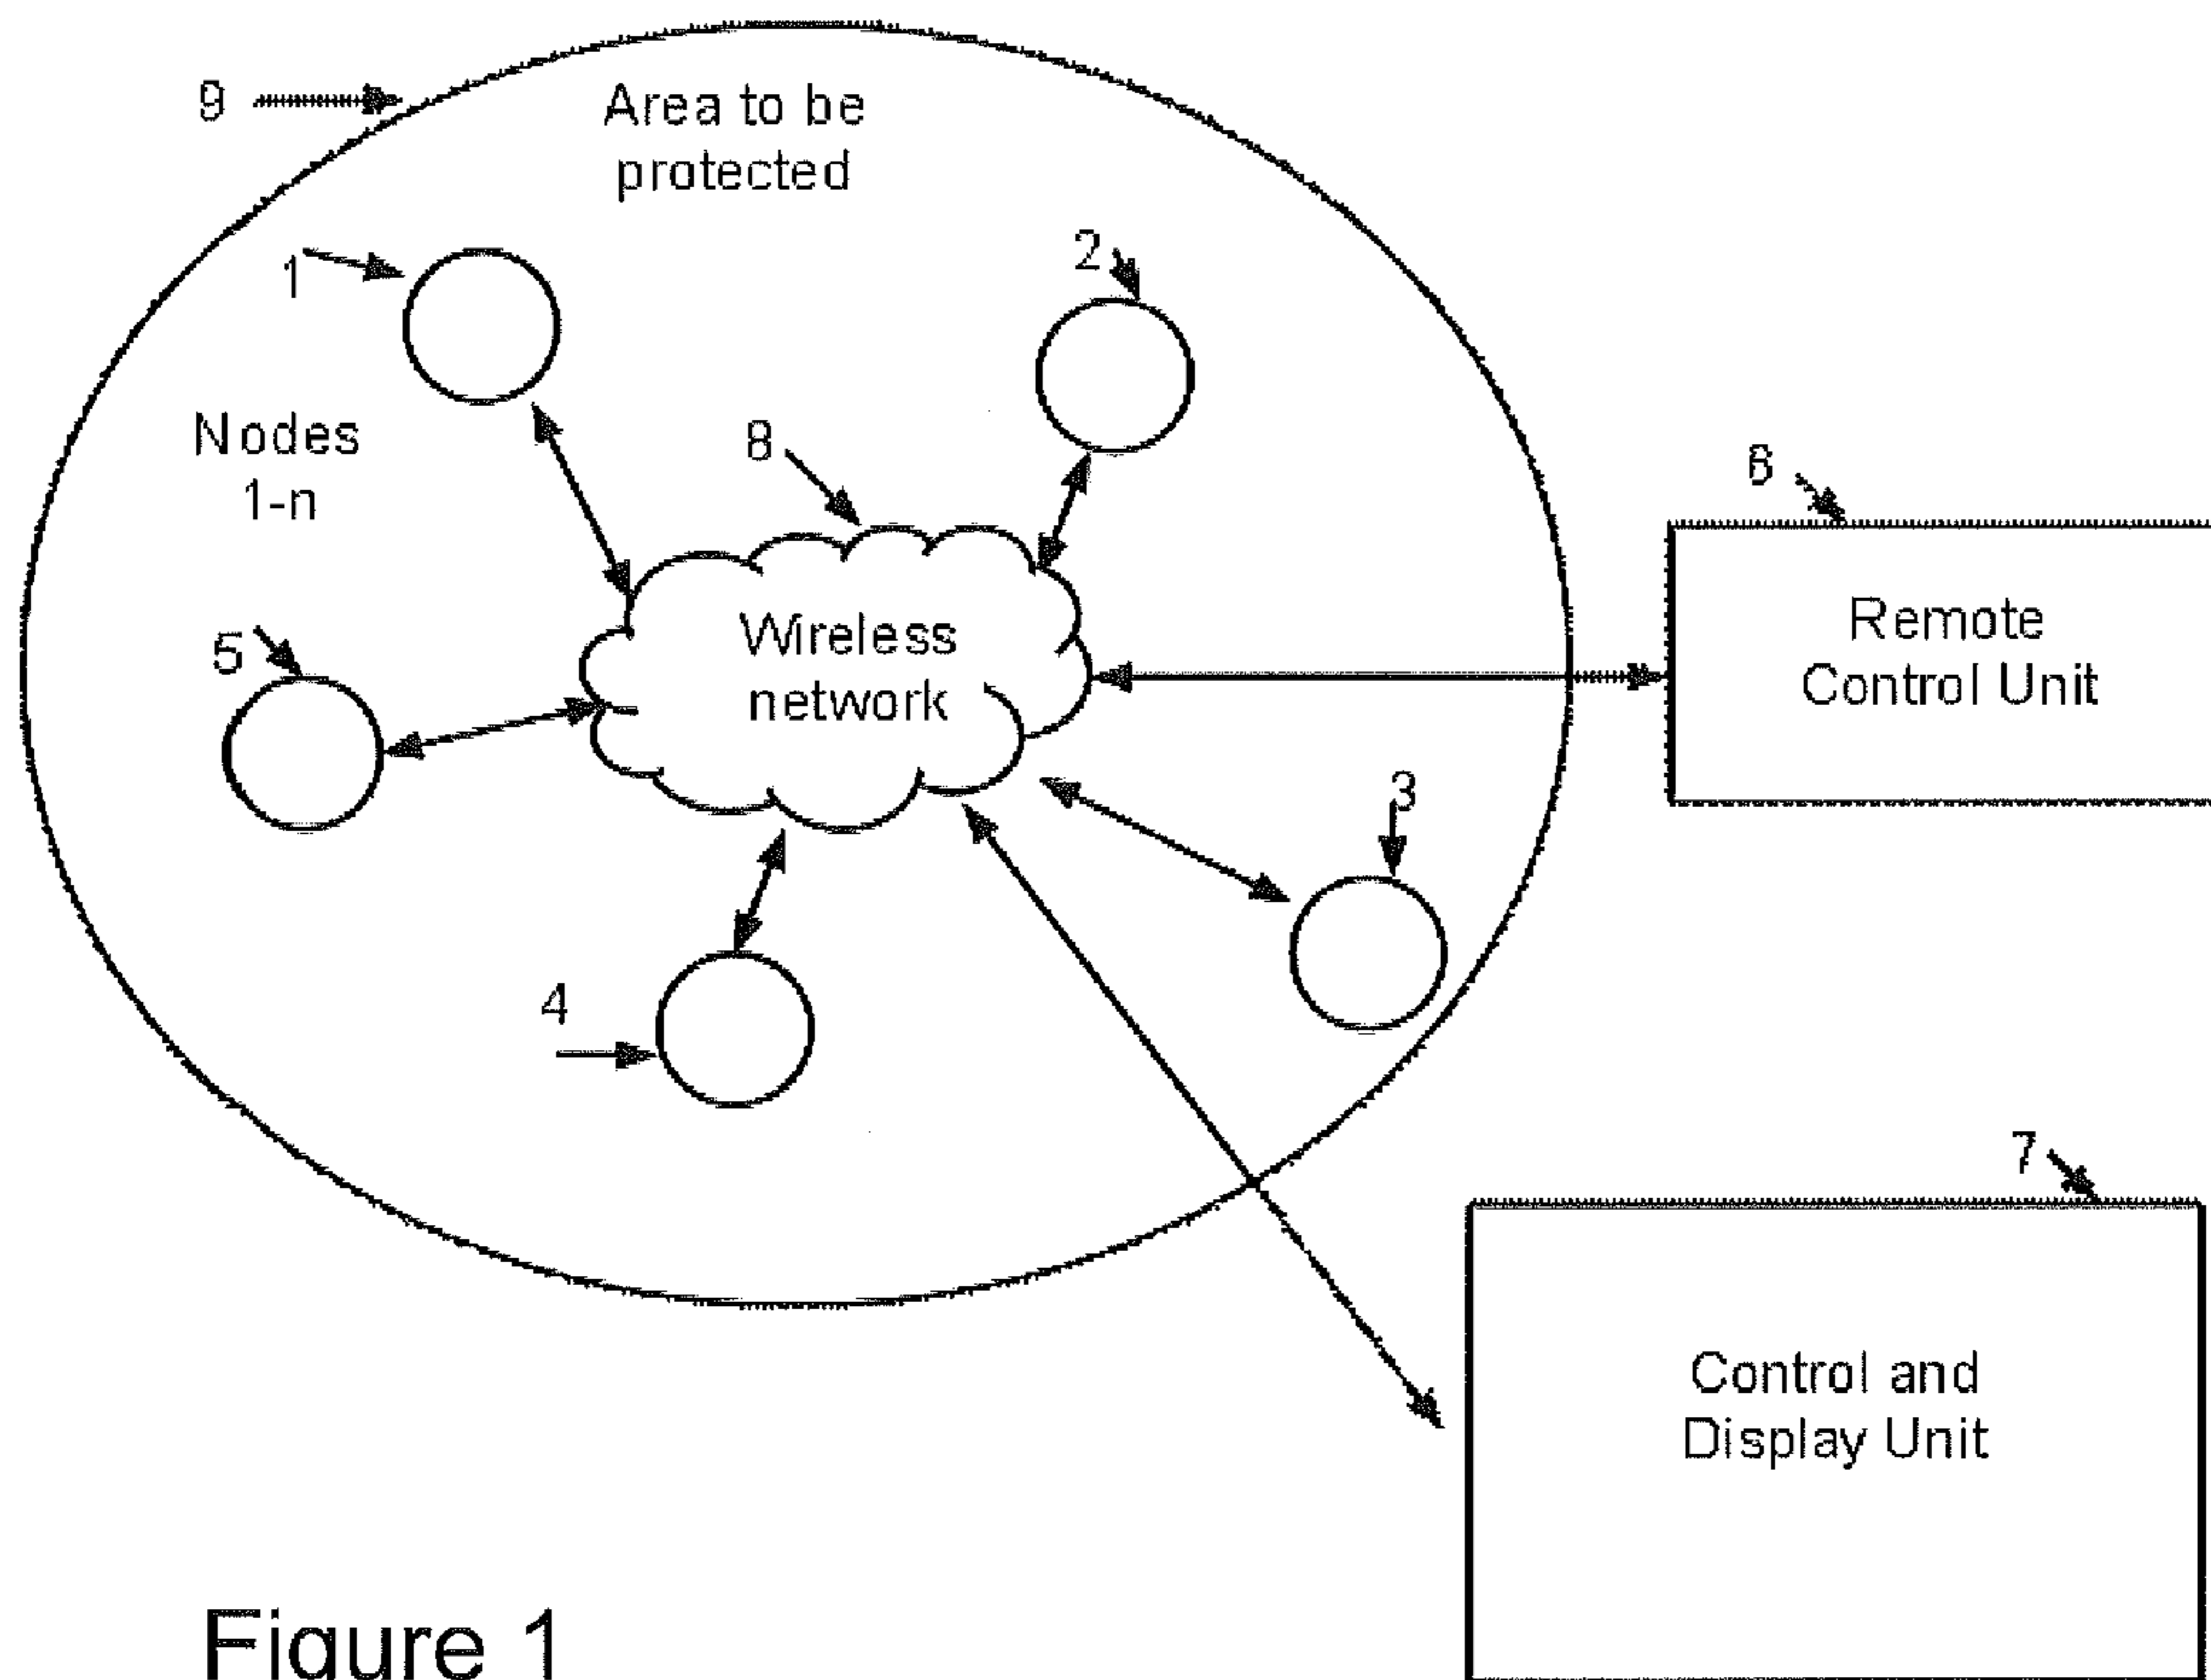 9
Area to be
protected
1
2
Nodes
1-n
8
6
Wireless
network
Remote
Control Unit
5
3
4
7
Control and
Display Unit
Figure 1